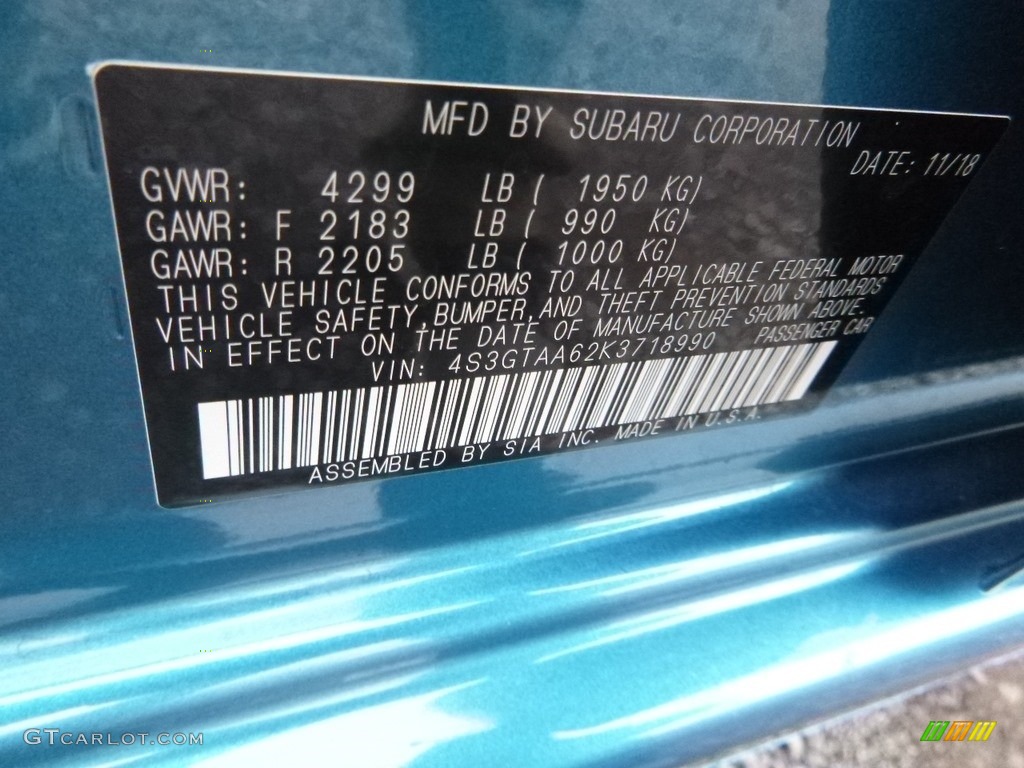 MFD BY SUBARU CORPORATION
DATE: 11/18
GVWR: 4299 LB ( 1950 KG)
GAWR: F 2183 LB ( 990 KG)
GAWR: R 2205 LB ( 1000 KG)
THIS VEHICLE CONFORMS TO ALL APPLICABLE FEDERAL MOTOR
VEHICLE SAFETY,BUMPER,AND THEFT PREVENTION STANDARDS
IN EFFECT ON THE DATE OF MANUFACTURE SHOWN ABOVE.
VIN: 4S3GTAA62K3718990 PASSENGER CAR
ASSEMBLED BY SIA INC. MADE IN U.S.A.
GTCARLOT.COM